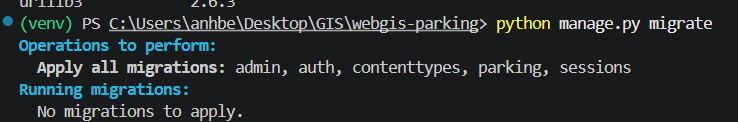 urllib3 2.6.3
(venv) PS C:\Users\anhbe\Desktop\GIS\webgis-parking> python manage.py migrate
Operations to perform:
Apply all migrations: admin, auth, contenttypes, parking, sessions
Running migrations:
No migrations to apply.